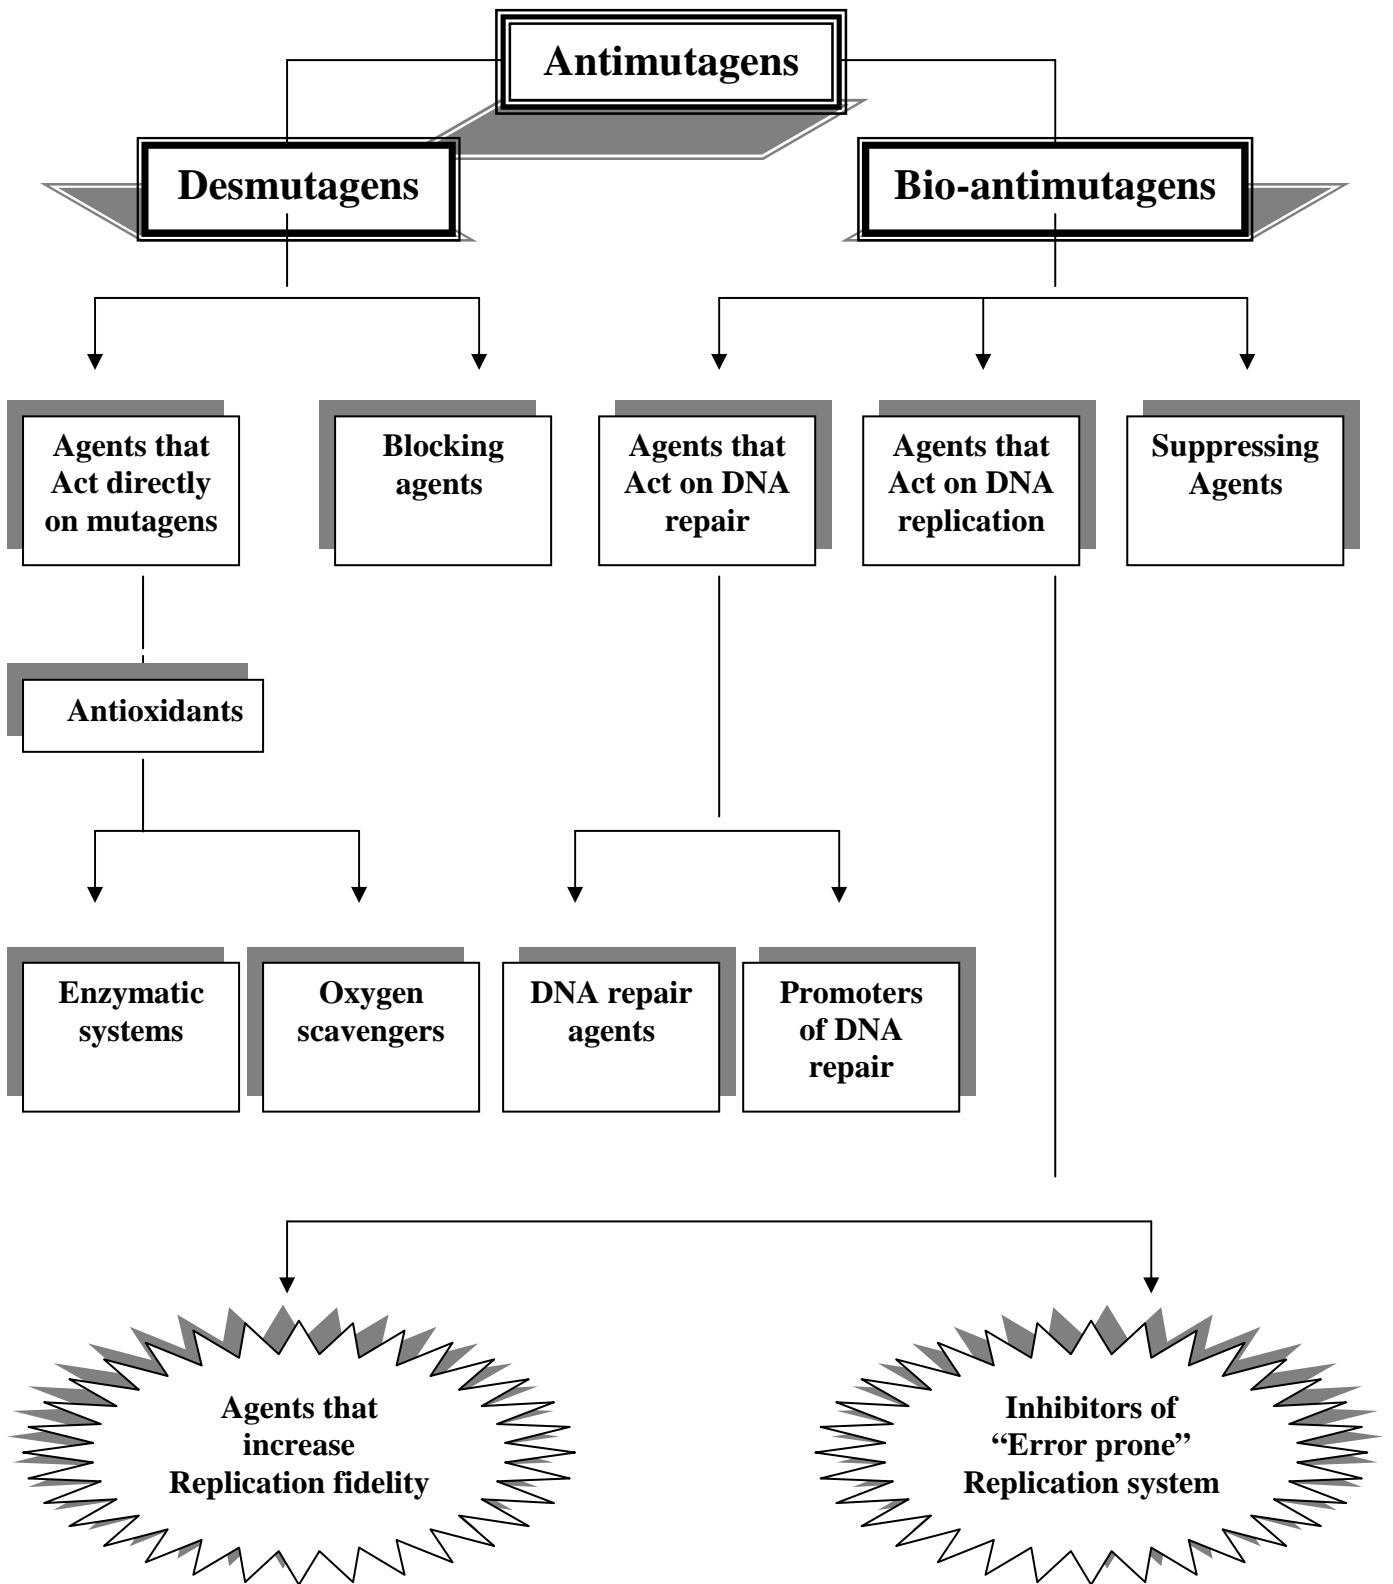 Antimutagens
Desmutagens
Bio-antimutagens
Agents that
Act directly
on mutagens
Blocking
agents
Agents that
Act on DNA
repair
Agents that
Act on DNA
replication
Suppressing
Agents
Antioxidants
Enzymatic
systems
Oxygen
scavengers
DNA repair
agents
Promoters
of DNA
repair
Agents that
increase
Replication fidelity
Inhibitors of
“Error prone”
Replication system